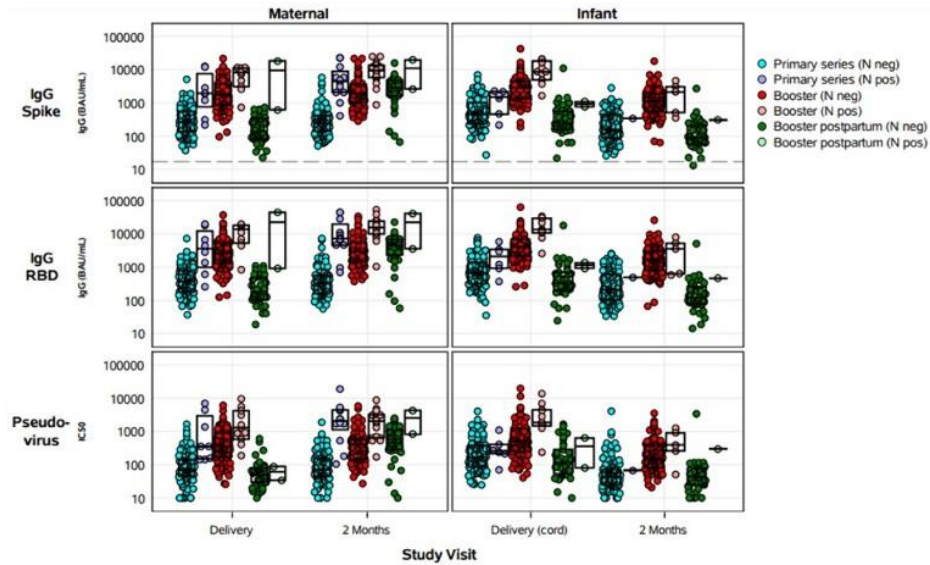 Maternal
Infant
IgG Spike
IgG (BAU/mL)
100000
10000
1000
100
10
IgG RBD
IgG (BAU/mL)
100000
10000
1000
100
10
Pseudo-virus
IC50
100000
10000
1000
100
10
Delivery
2 Months
Delivery (cord)
2 Months
Study Visit
Primary series (N neg)
Primary series (N pos)
Booster (N neg)
Booster (N pos)
Booster postpartum (N neg)
Booster postpartum (N pos)